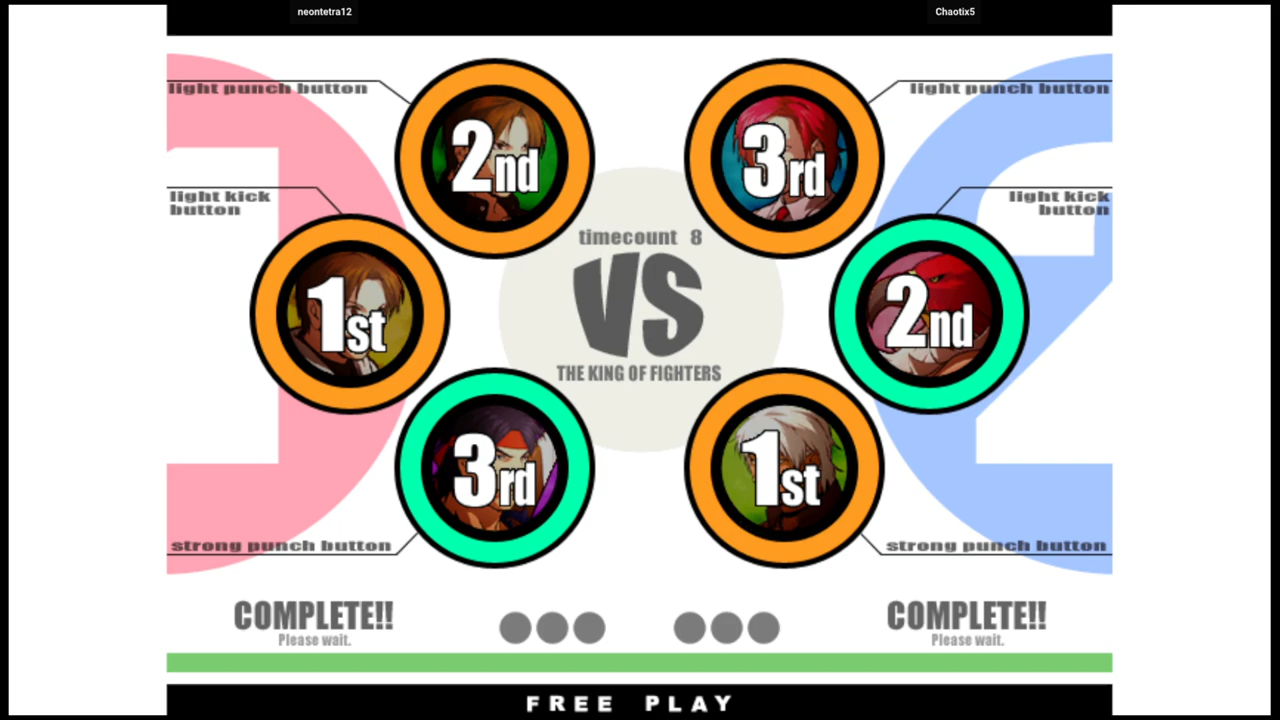 neontetra12
Chaotix5
light punch button
light punch button
2nd
3rd
light kick
button
light kick
button
timecount 8
VS
THE KING OF FIGHTERS
1st
2nd
3rd
1st
strong punch button
strong punch button
COMPLETE!!
Please wait.
COMPLETE!!
Please wait.
FREE PLAY
1
2